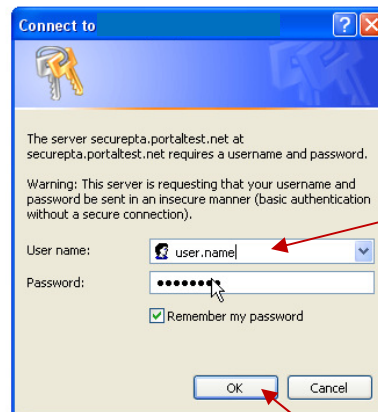 Connect to
The server securepta.portaltest.net at
securepta.portaltest.net requires a username and password.
Warning: This server is requesting that your username and
password be sent in an insecure manner (basic authentication
without a secure connection).
User name:
user.name
Password:
••••••••
Remember my password
OK
Cancel